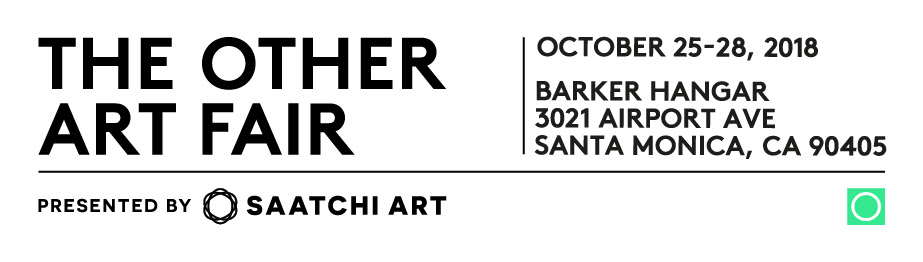 THE OTHER
ART FAIR
OCTOBER 25-28, 2018
BARKER HANGAR
3021 AIRPORT AVE
SANTA MONICA, CA 90405
PRESENTED BY SAATCHI ART